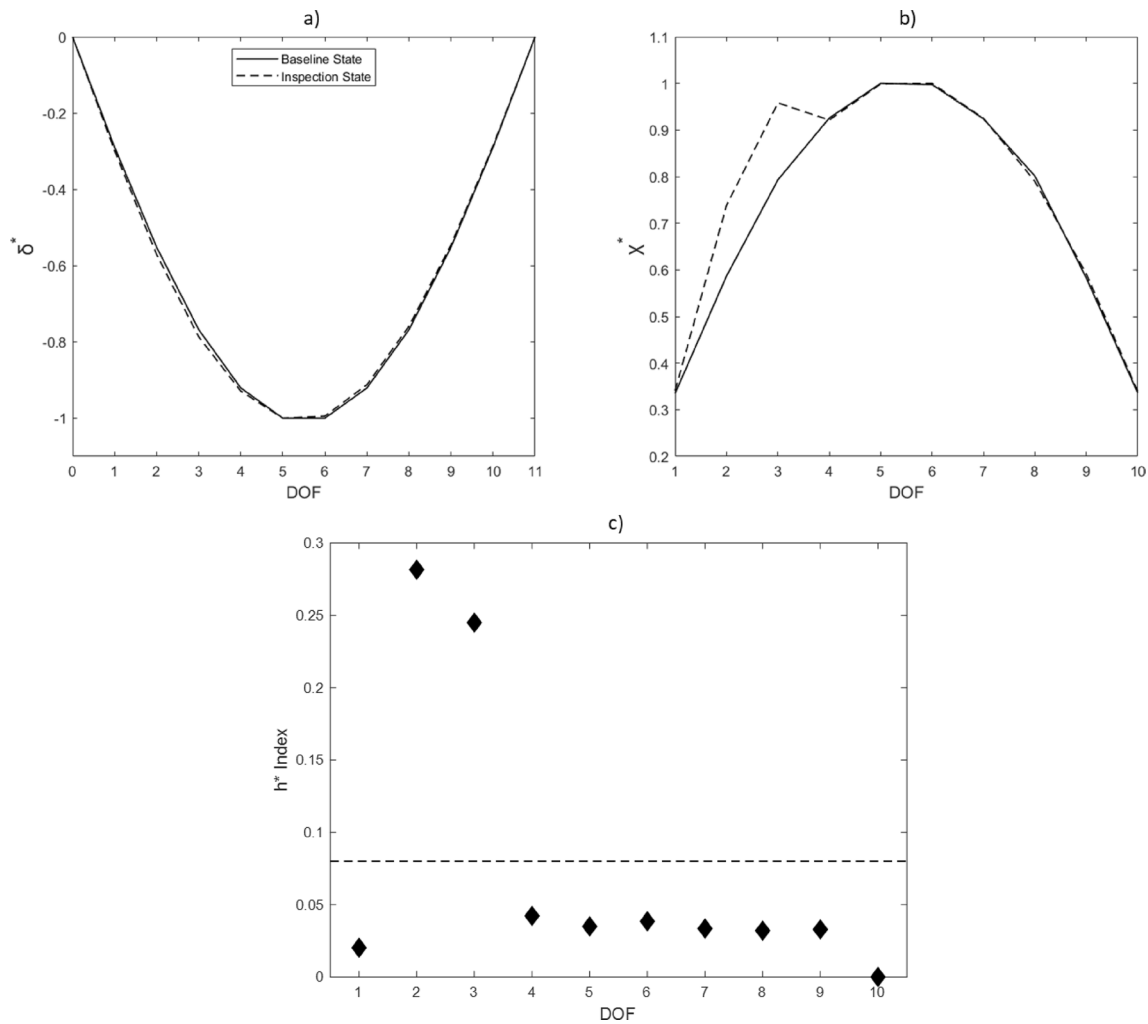 a)
0
-0.2
-0.4
-0.6
-0.8
-1
δ*
Baseline State
Inspection State
0 1 2 3 4 5 6 7 8 9 10 11
DOF
b)
1.1
1
0.9
0.8
0.7
0.6
0.5
0.4
0.3
0.2
X*
1 2 3 4 5 6 7 8 9 10
DOF
c)
0.3
0.25
0.2
0.15
0.1
0.05
0
h* Index
1 2 3 4 5 6 7 8 9 10
DOF